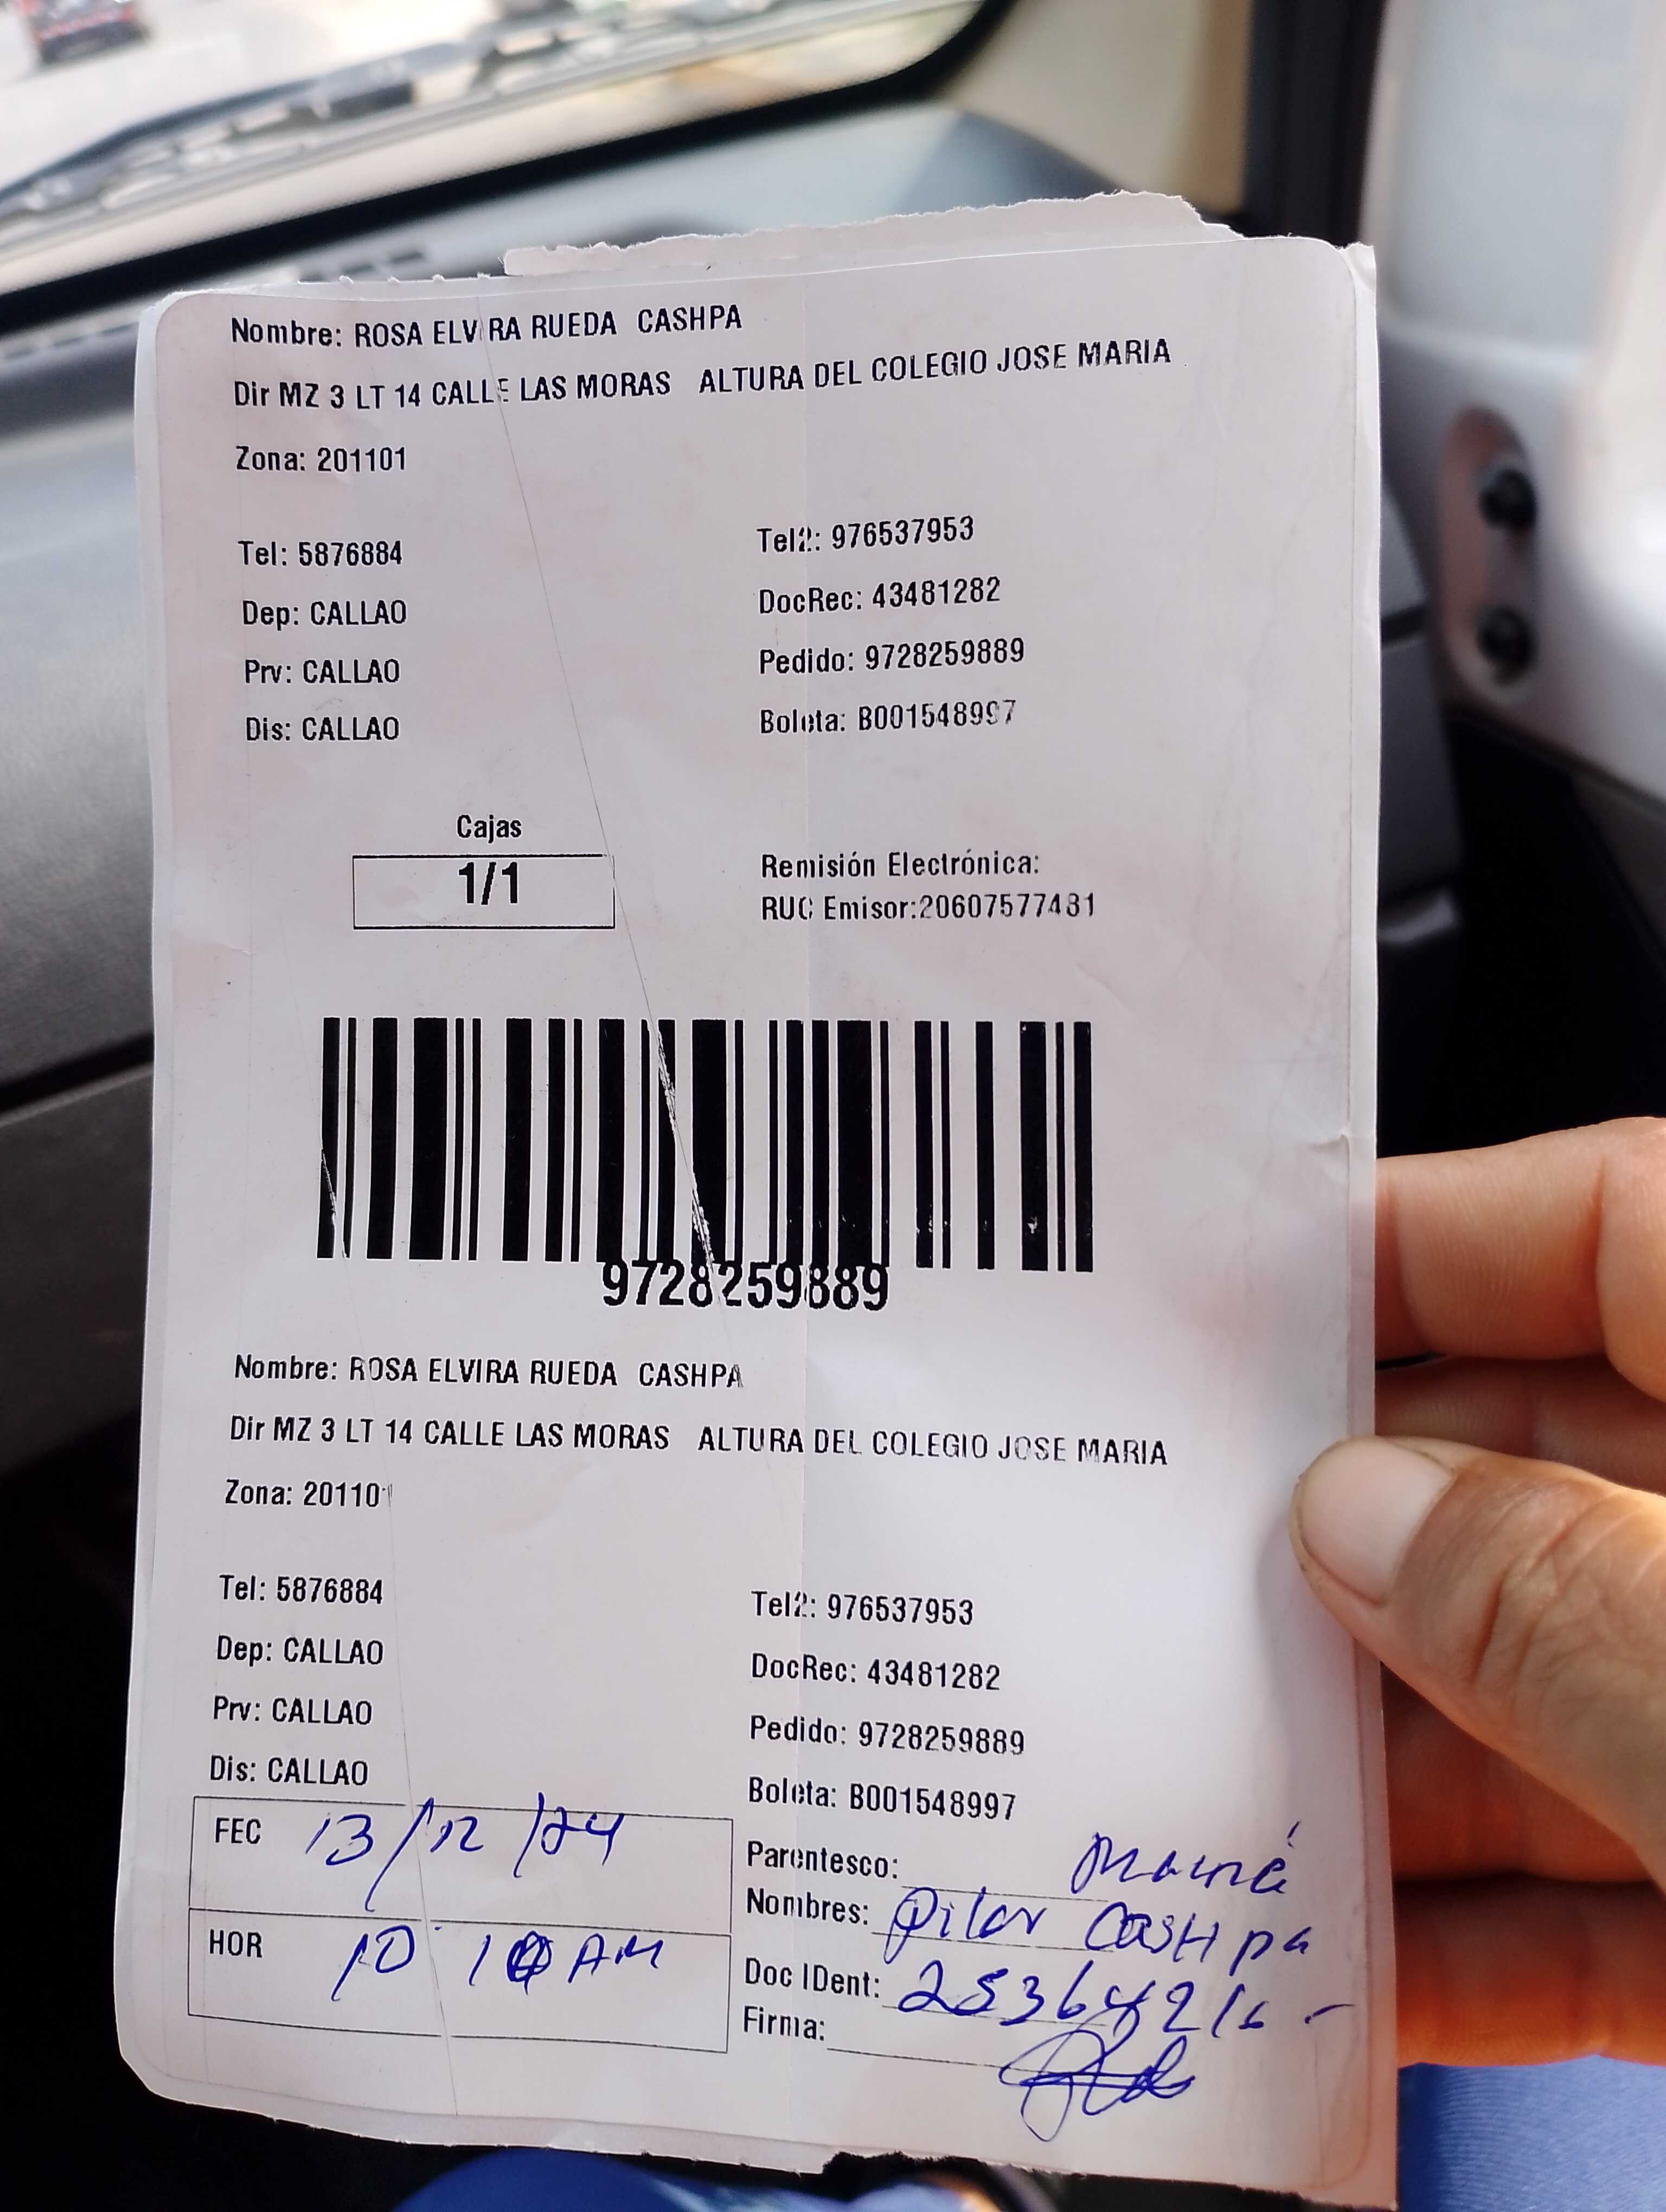 Nombre: ROSA ELVIRA RUEDA CASHPA
Dir MZ 3 LT 14 CALLE LAS MORAS ALTURA DEL COLEGIO JOSE MARIA
Zona: 201101
Tel: 5876884 Tel2: 976537953
Dep: CALLAO DocRec: 43481282
Prv: CALLAO Pedido: 9728259889
Dis: CALLAO Boleta: B001548997
Cajas
1/1
Remisión Electrónica:
RUC Emisor:20607577481
9728259889
Nombre: ROSA ELVIRA RUEDA CASHPA
Dir MZ 3 LT 14 CALLE LAS MORAS ALTURA DEL COLEGIO JOSE MARIA
Zona: 201101
Tel: 5876884 Tel2: 976537953
Dep: CALLAO DocRec: 43481282
Prv: CALLAO Pedido: 9728259889
Dis: CALLAO Boleta: B001548997
FEC 13/12/24
HOR 10 AM
Parentesco: Mamá
Nombres: Pilar CasHpa
Doc IDent:
Firma: